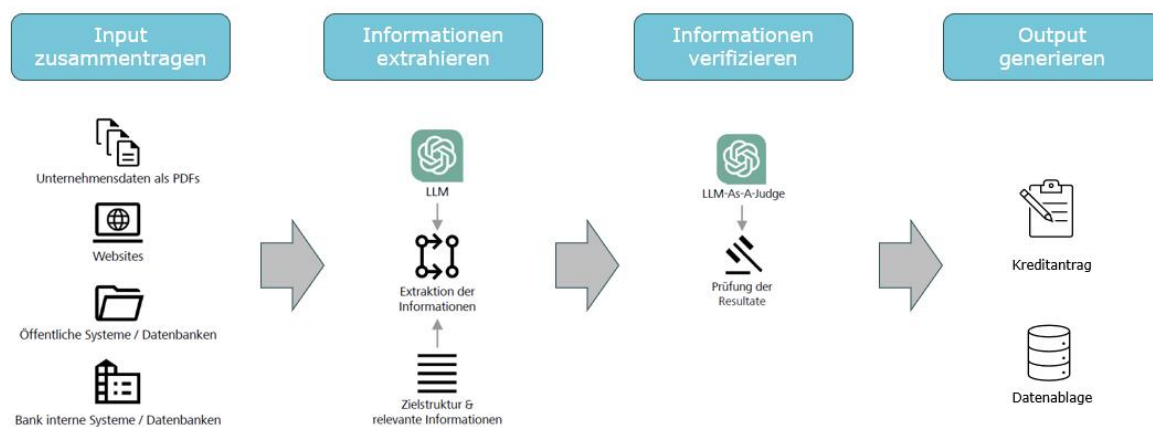 Input
zusammentragen
Informationen
extrahieren
Informationen
verifizieren
Output
generieren
Unternehmensdaten als PDFs
Websites
Öffentliche Systeme / Datenbanken
Bank interne Systeme / Datenbanken
LLM
Extraktion der
Informationen
Zielstruktur &
relevante Informationen
LLM-As-A-Judge
Prüfung der
Resultate
Kreditantrag
Datenablage